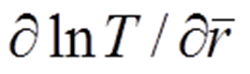 ∂ ln T / ∂r̅